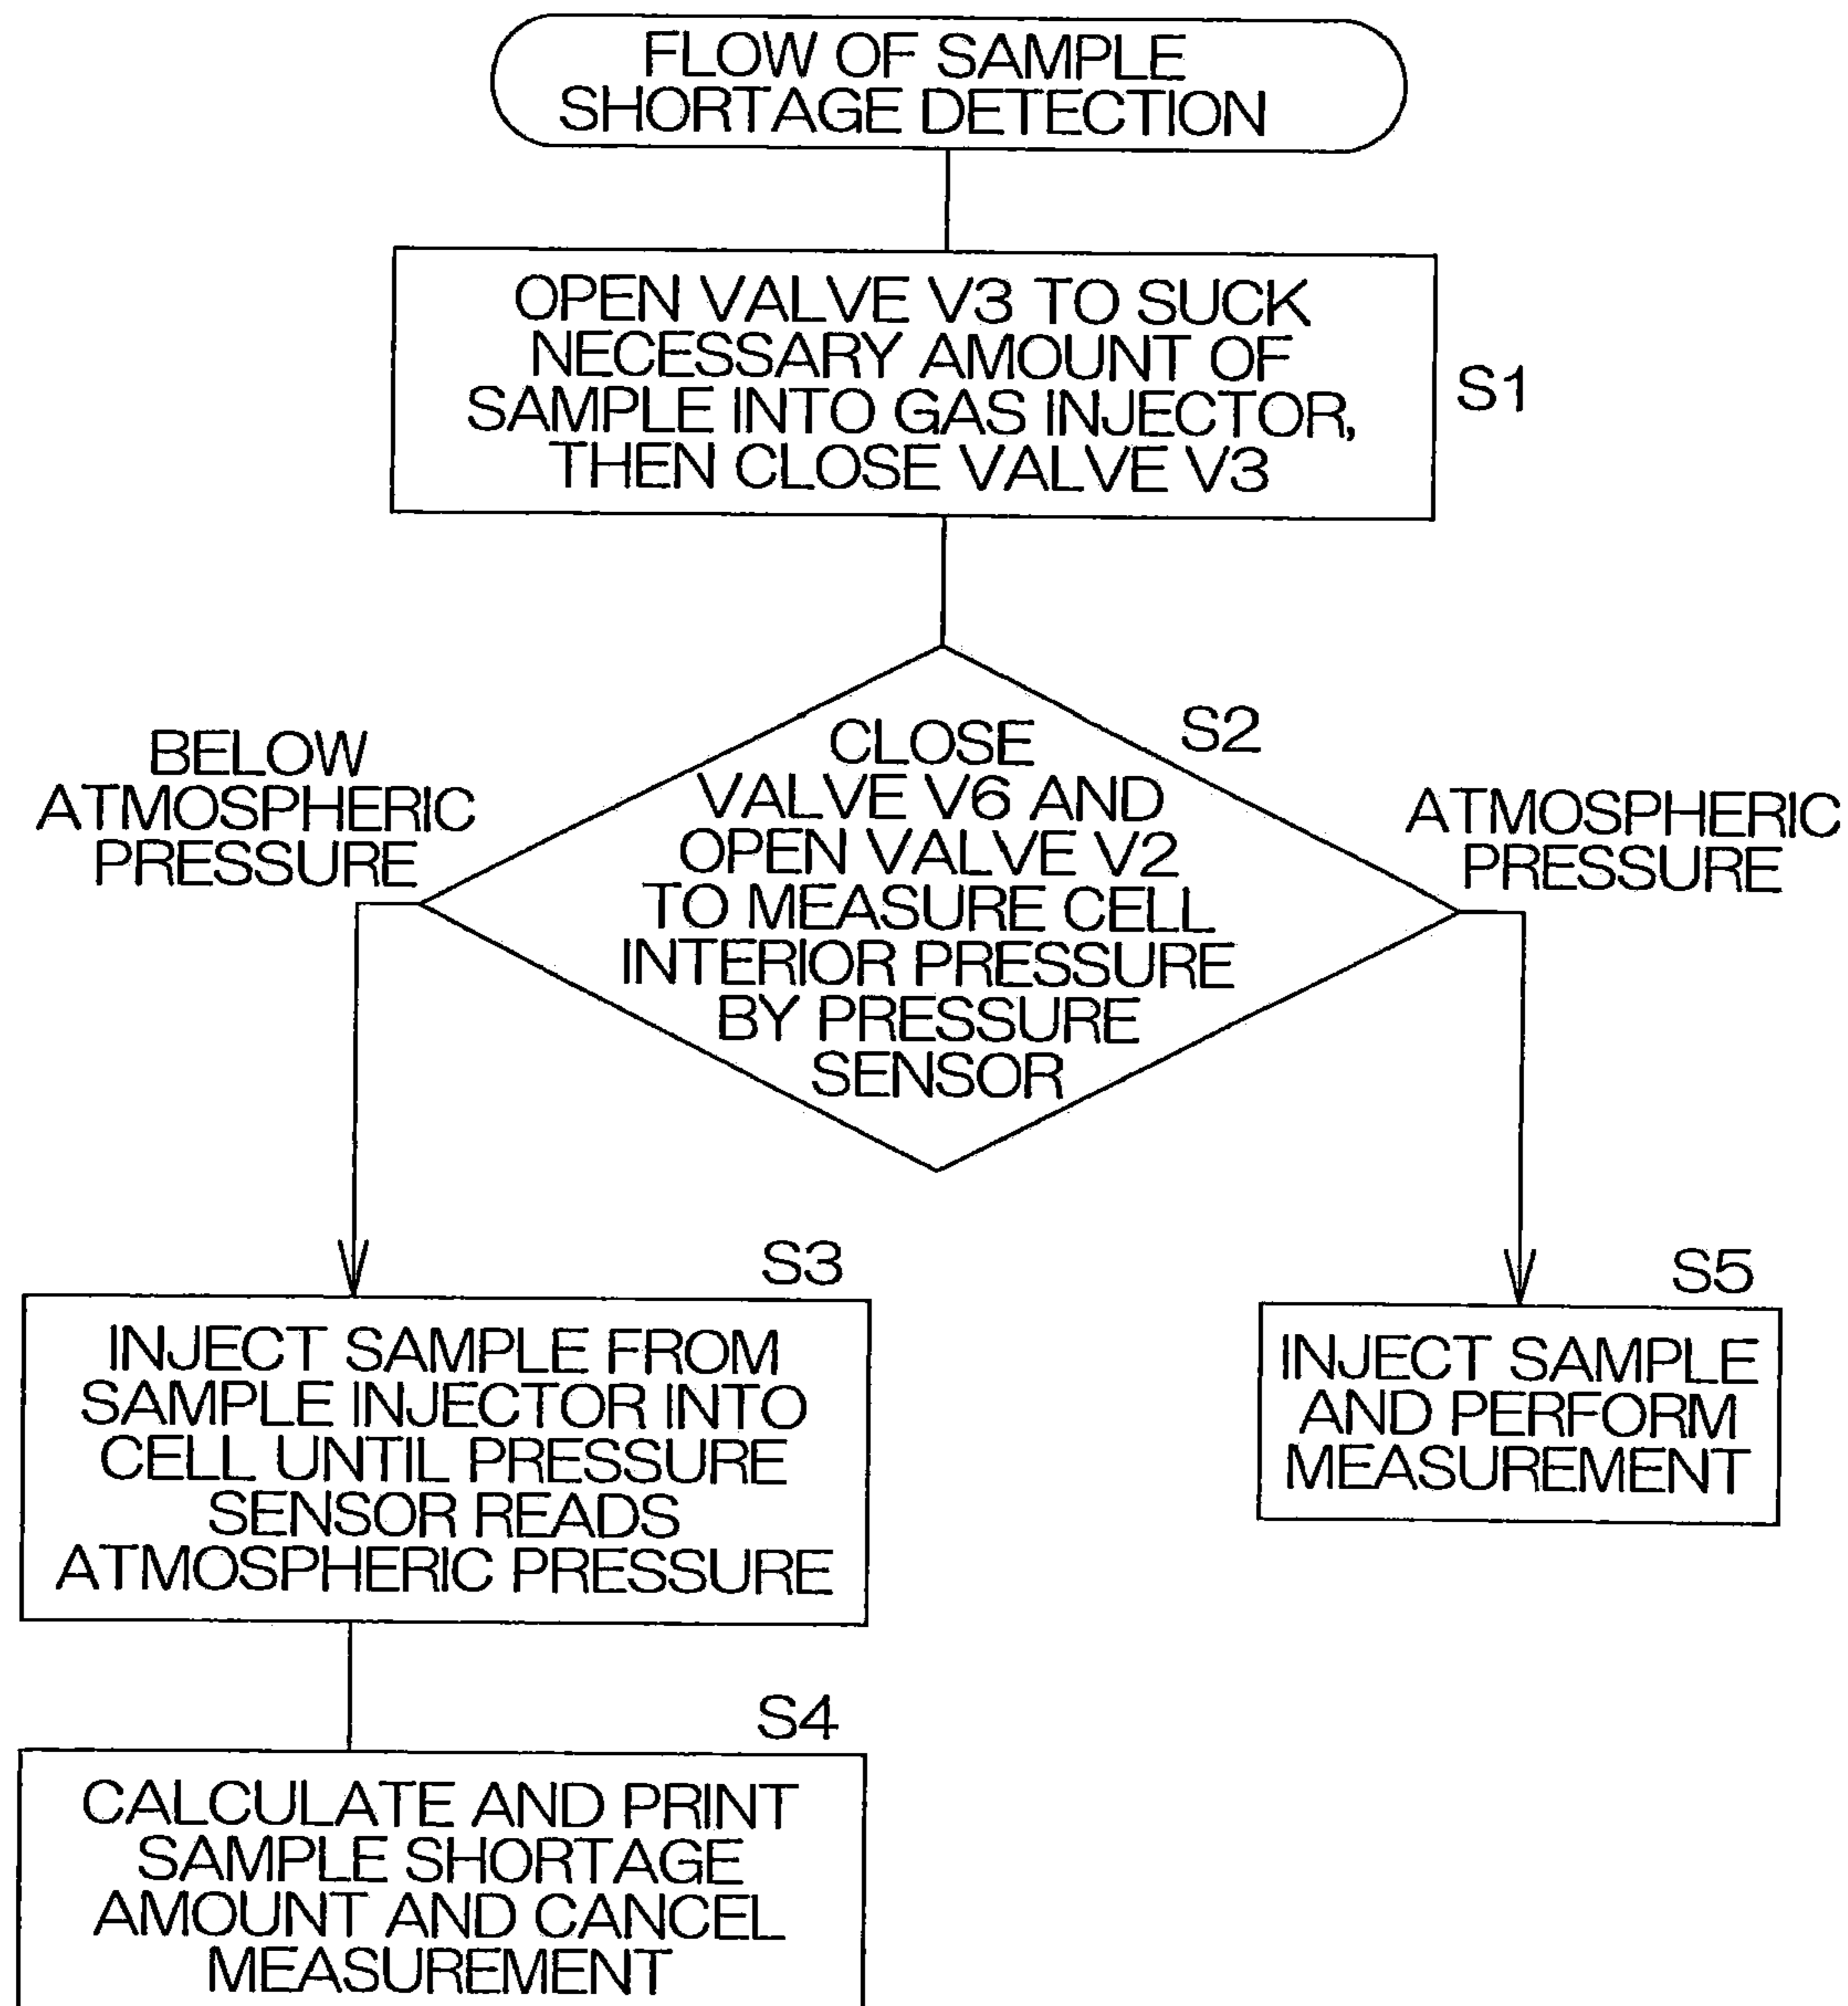 FLOW OF SAMPLE
SHORTAGE DETECTION
OPEN VALVE V3 TO SUCK
NECESSARY AMOUNT OF
SAMPLE INTO GAS INJECTOR,
THEN CLOSE VALVE V3
S1
CLOSE
VALVE V6 AND
OPEN VALVE V2
TO MEASURE CELL
INTERIOR PRESSURE
BY PRESSURE
SENSOR
S2
BELOW
ATMOSPHERIC
PRESSURE
ATMOSPHERIC
PRESSURE
S3
INJECT SAMPLE FROM
SAMPLE INJECTOR INTO
CELL UNTIL PRESSURE
SENSOR READS
ATMOSPHERIC PRESSURE
S5
INJECT SAMPLE
AND PERFORM
MEASUREMENT
S4
CALCULATE AND PRINT
SAMPLE SHORTAGE
AMOUNT AND CANCEL
MEASUREMENT